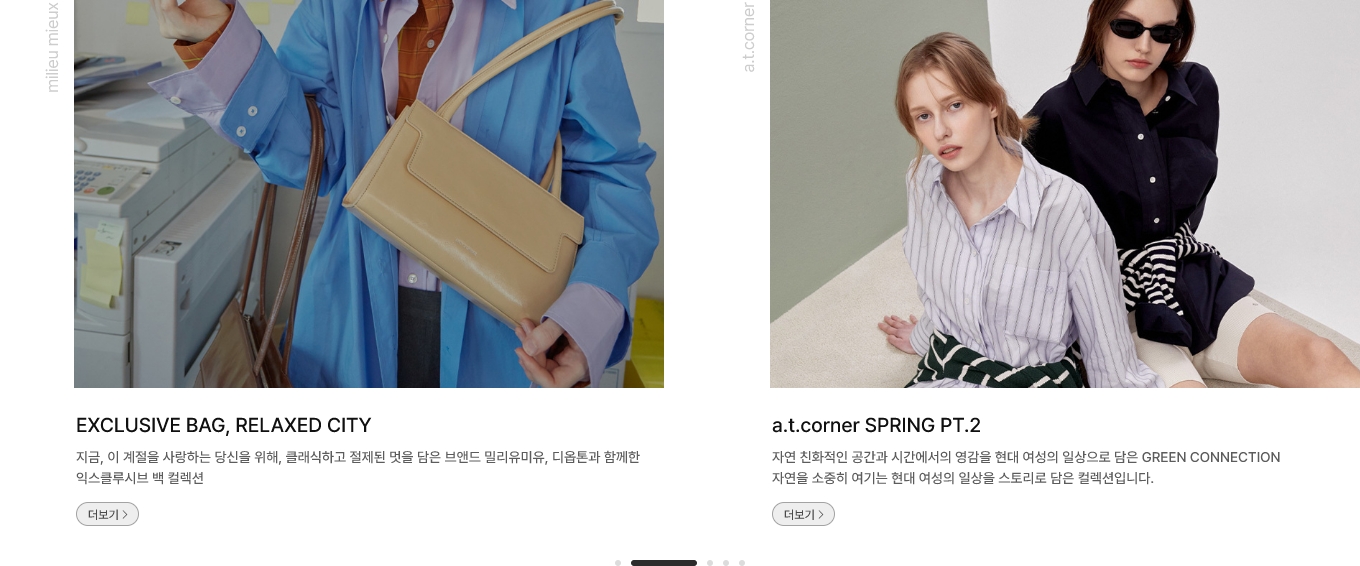 milieu mieux
EXCLUSIVE BAG, RELAXED CITY
지금, 이 계절을 사랑하는 당신을 위해, 클래식하고 절제된 멋을 담은 브앤드 밀리유미유, 디옵톤과 함께한
익스클루시브 백 컬렉션
더보기 >
a.t.corner
a.t.corner SPRING PT.2
자연 친화적인 공간과 시간에서의 영감을 현대 여성의 일상으로 담은 GREEN CONNECTION
자연을 소중히 여기는 현대 여성의 일상을 스토리로 담은 컬렉션입니다.
더보기 >